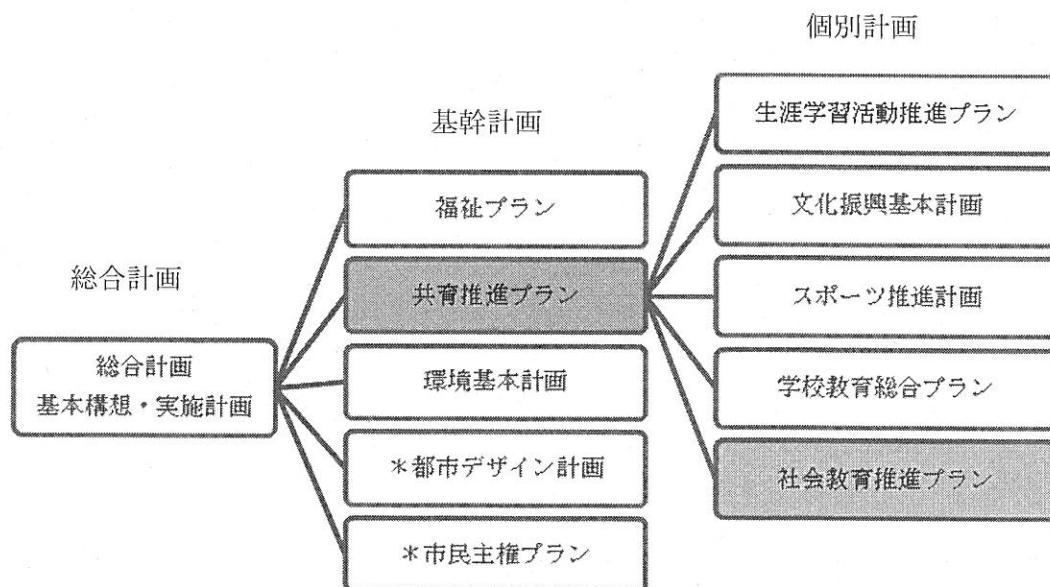 個別計画
基幹計画
総合計画
総合計画
基本構想・実施計画
福祉プラン
共育推進プラン
環境基本計画
＊都市デザイン計画
＊市民主権プラン
生涯学習活動推進プラン
文化振興基本計画
スポーツ推進計画
学校教育総合プラン
社会教育推進プラン